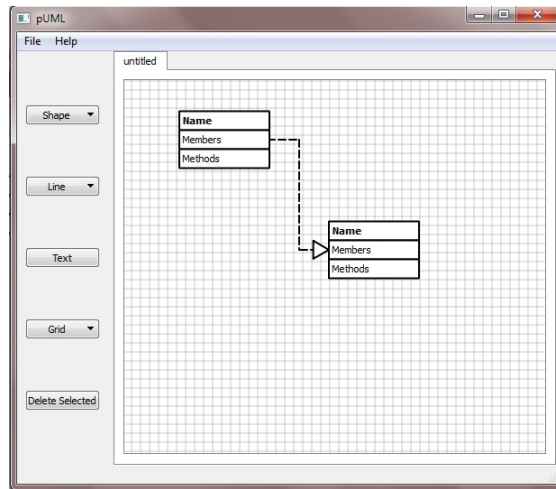 pUML
File Help
untitled
Shape
Line
Text
Grid
Delete Selected
Name
Members
Methods
Name
Members
Methods